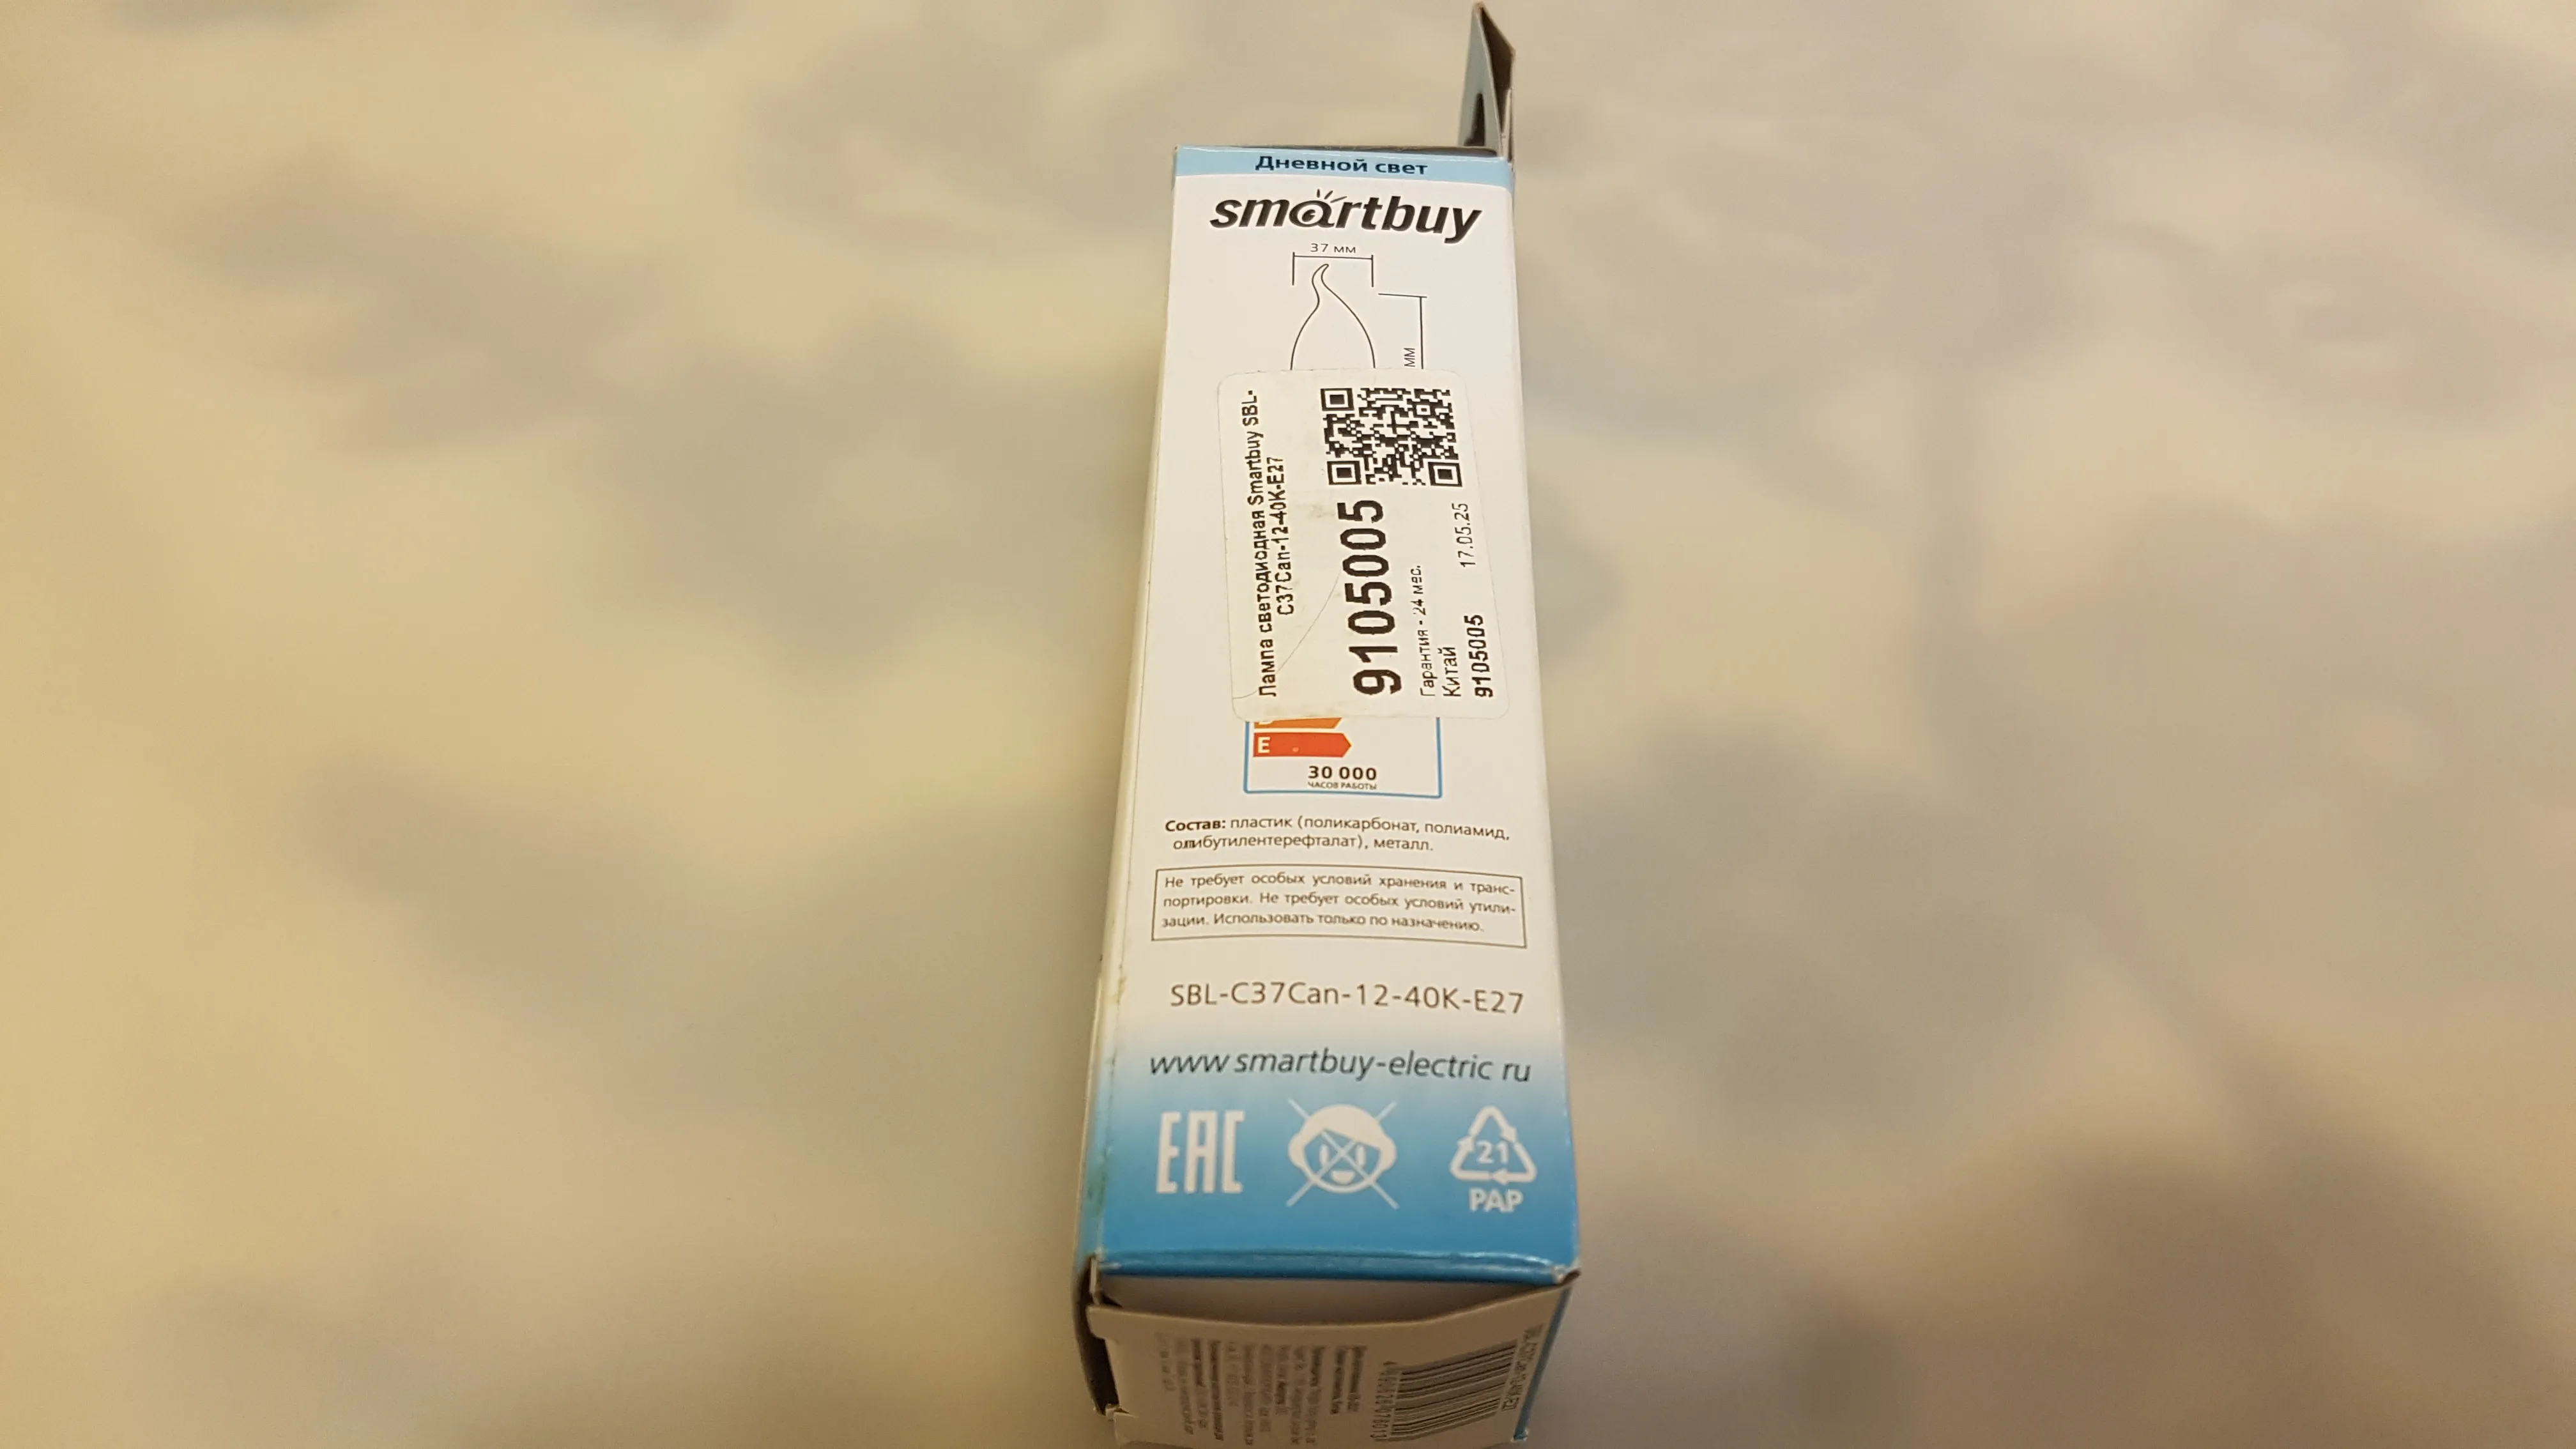 Дневной свет
smartbuy
37 мм
мм
Лампа светодиодная Smartbuy SBL-
C37Can-12-40K-E27
9105005
Гарантия - 24 мес.
Китай
9105005 17.05.25
E
30 000
ЧАСОВ РАБОТЫ
Состав: пластик (поликарбонат, полиамид,
олибутилентерефталат), металл.
Не требует особых условий хранения и транс-
портировки. Не требует особых условий утили-
зации. Использовать только по назначению.
SBL-C37Can-12-40K-E27
www smartbuy-electric ru
EAC
21
PAP